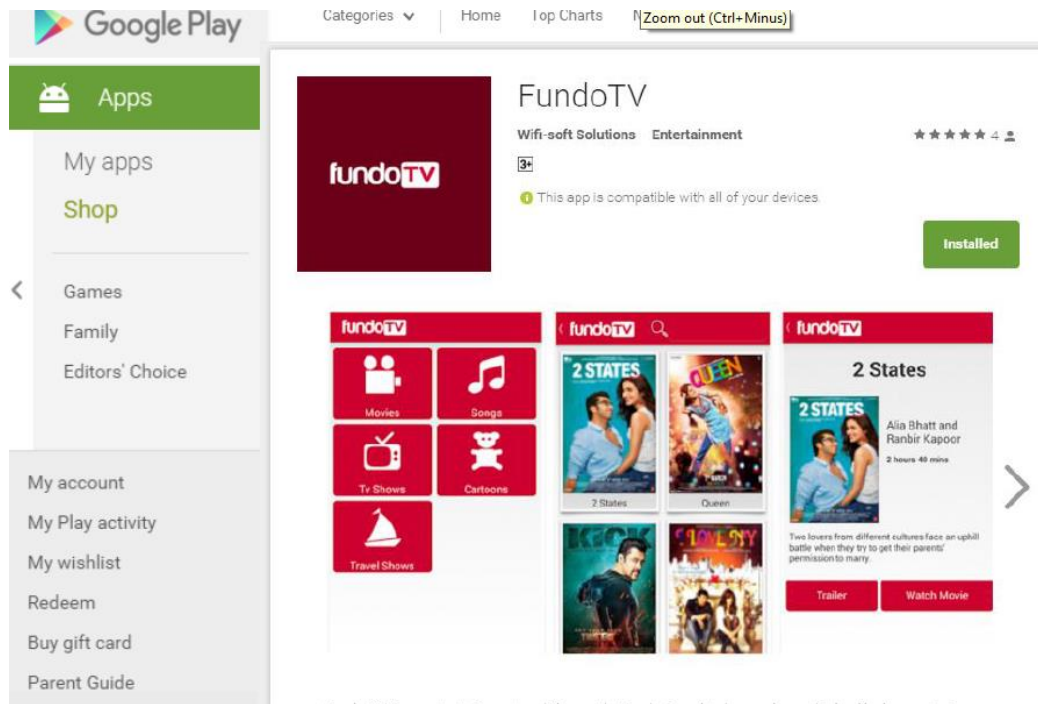 Google Play
Categories
Home
Top Charts
Zoom out (Ctrl+Minus)
Apps
My apps
Shop
Games
Family
Editors' Choice
My account
My Play activity
My wishlist
Redeem
Buy gift card
Parent Guide
fundoTV
FundoTV
Wifi-soft Solutions Entertainment
4
3+
This app is compatible with all of your devices.
Installed
fundoTV
Movies
Songs
Tv Shows
Cartoons
Travel Shows
fundoTV
2 STATES
QUEEN
2 States
Queen
KICK
fundoTV
2 States
2 STATES
Alia Bhatt and
Ranbir Kapoor
2 hours 40 mins
Two lovers from different cultures face an uphill
battle when they try to get their parents'
permission to marry.
Trailer
Watch Movie